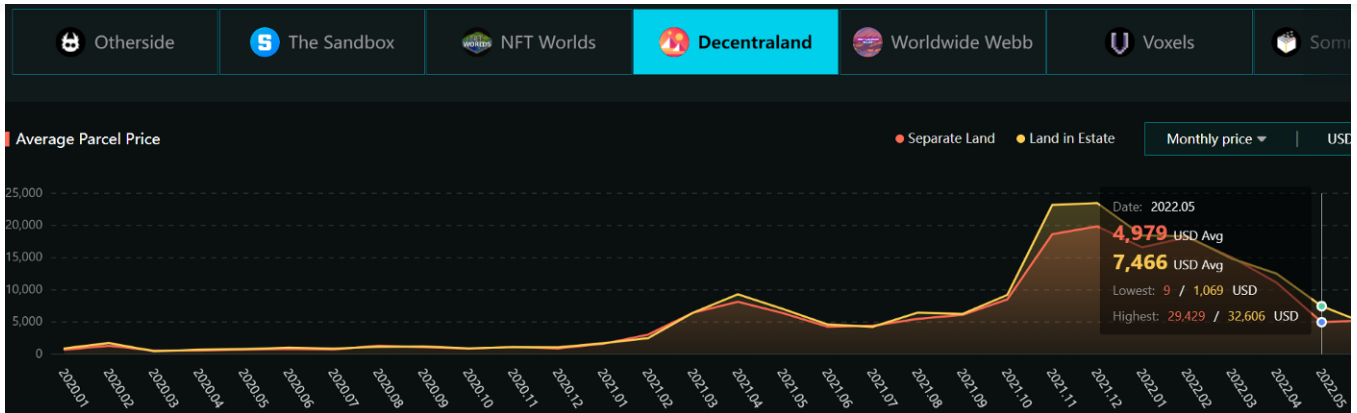 Otherside
The Sandbox
NFT Worlds
Decentraland
Worldwide Webb
Voxels
Average Parcel Price
Separate Land
Land in Estate
Monthly price
USD
25,000
20,000
15,000
10,000
5,000
0
Date: 2022.05
4,979 USD Avg
7,466 USD Avg
Lowest: 9 / 1,069 USD
Highest: 29,429 / 32,606 USD
2020.01
2020.02
2020.03
2020.04
2020.05
2020.06
2020.07
2020.08
2020.09
2020.10
2020.11
2020.12
2021.01
2021.02
2021.03
2021.04
2021.05
2021.06
2021.07
2021.08
2021.09
2021.10
2021.11
2021.12
2022.01
2022.02
2022.03
2022.04
2022.05